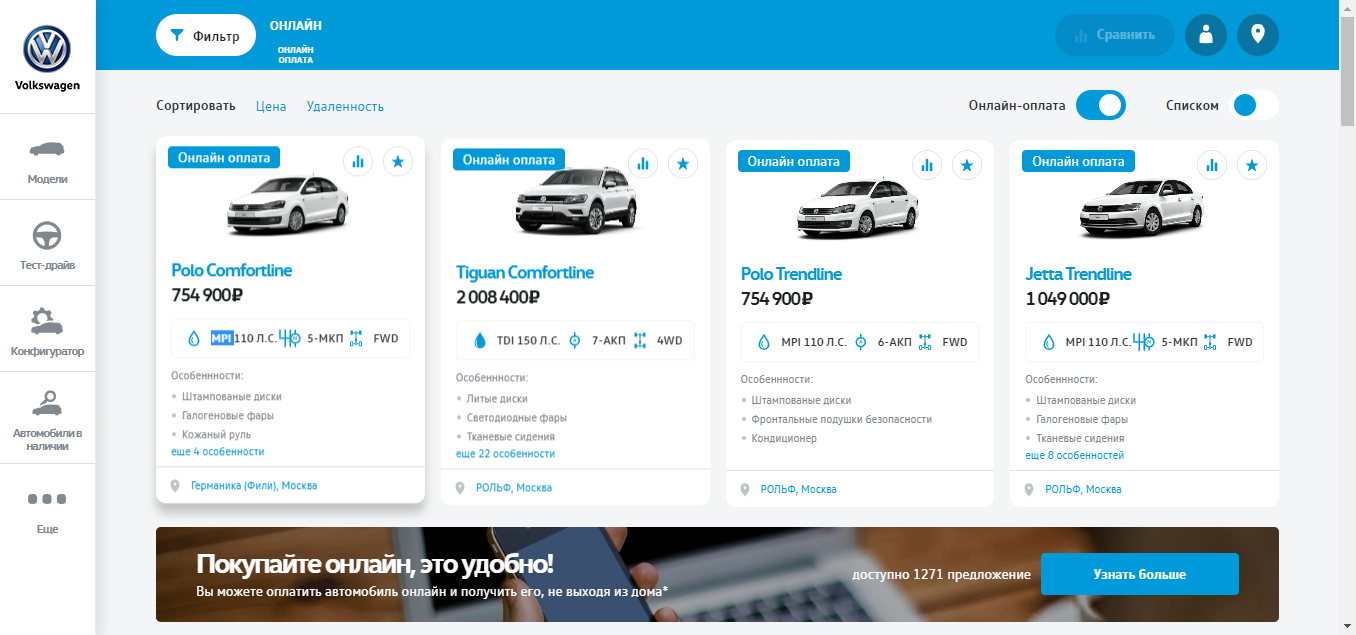 Volkswagen
Модели
Тест-драйв
Конфигуратор
Автомобили в
наличии
Еще
Фильтр
ОНЛАЙН
ОНЛАЙН
ОПЛАТА
Сравнить
Сортировать Цена Удаленность
Онлайн-оплата
Списком
Онлайн оплата
Polo Comfortline
754 900₽
MPI 110 Л.С. 5-МКП FWD
Особеннности:
Штампованые диски
Галогеновые фары
Кожаный руль
еще 4 особенности
Германика (Фили), Москва
Онлайн оплата
Tiguan Comfortline
2 008 400₽
TDI 150 Л.С. 7-АКП 4WD
Особеннности:
Литые диски
Светодиодные фары
Тканевые сидения
еще 22 особенности
РОЛЬФ, Москва
Онлайн оплата
Polo Trendline
754 900₽
MPI 110 Л.С. 6-АКП FWD
Особеннности:
Штампованые диски
Фронтальные подушки безопасности
Кондиционер
РОЛЬФ, Москва
Онлайн оплата
Jetta Trendline
1 049 000₽
MPI 110 Л.С. 5-МКП FWD
Особеннности:
Штампованые диски
Галогеновые фары
Тканевые сидения
еще 8 особенностей
РОЛЬФ, Москва
Покупайте онлайн, это удобно!
Вы можете оплатить автомобиль онлайн и получить его, не выходя из дома*
доступно 1271 предложение
Узнать больше